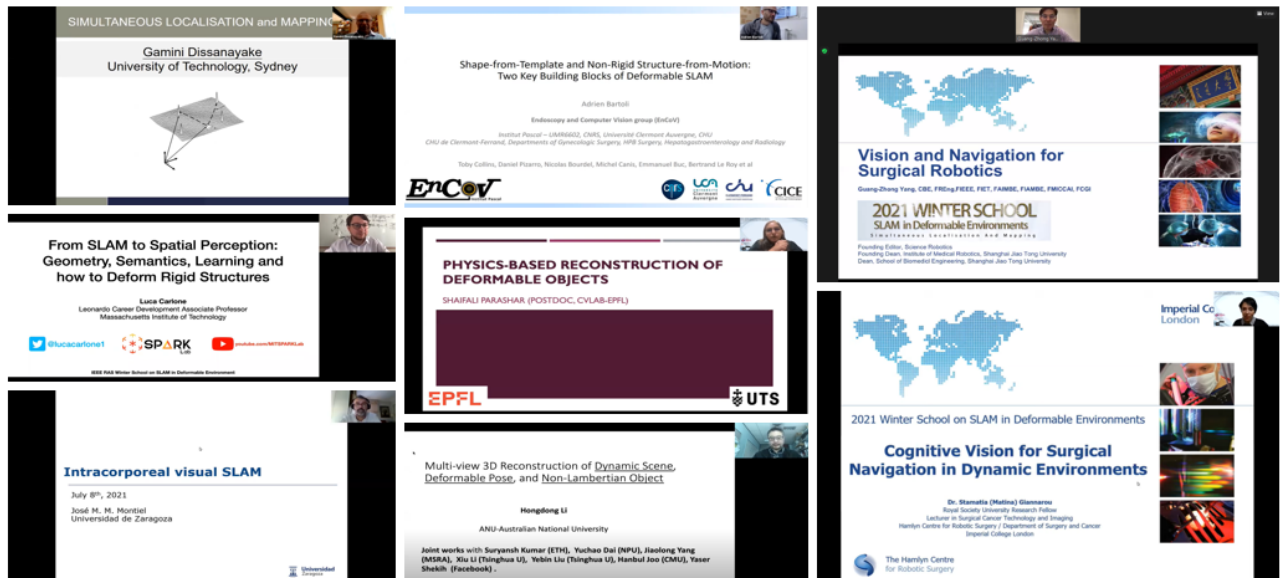 SIMULTANEOUS LOCALISATION and MAPPING
Gamini Dissanayake
University of Technology, Sydney
From SLAM to Spatial Perception:
Geometry, Semantics, Learning and
how to Deform Rigid Structures
Luca Carlone
Leonardo Career Development Associate Professor
Massachusetts Institute of Technology
@lucacarlone1
SPARK
Lab
youtube.com/MITSPARKLab
IEEE RAS Winter School on SLAM in Deformable Environment
Intracorporeal visual SLAM
July 8th, 2021
José M. M. Montiel
Universidad de Zaragoza
Universidad
Zaragoza
Shape-from-Template and Non-Rigid Structure-from-Motion:
Two Key Building Blocks of Deformable SLAM
Adrien Bartoli
Endoscopy and Computer Vision group (EnCoV)
Institut Pascal – UMR6602, CNRS, Université Clermont Auvergne, CHU
CHU de Clermont-Ferrand, Departments of Gynecologic Surgery, HPB Surgery, Hepatogastroenterology and Radiology
Toby Collins, Daniel Pizarro, Nicolas Bourdel, Michel Canis, Emmanuel Buc, Bertrand Le Roy et al
EnCoV
Institut Pascal
cnrs
UCA
chu
CICE
PHYSICS-BASED RECONSTRUCTION OF
DEFORMABLE OBJECTS
SHAIFALI PARASHAR (POSTDOC, CVLAB-EPFL)
EPFL
UTS
Multi-view 3D Reconstruction of Dynamic Scene,
Deformable Pose, and Non-Lambertian Object
Hongdong Li
ANU-Australian National University
Joint works with Suryansh Kumar (ETH), Yuchao Dai (NPU), Jiaolong Yang
(MSRA), Xiu Li (Tsinghua U), Yebin Liu (Tsinghua U), Hanbul Joo (CMU), Yaser
Shekih (Facebook) .
View
Guang-Zhong Ya...
Vision and Navigation for
Surgical Robotics
Guang-Zhong Yang, CBE, FREng,FIEEE, FIET, FAIMBE, FIAMBE, FMICCAI, FCGI
2021 WINTER SCHOOL
SLAM in Deformable Environments
Simultaneous Localisation And Mapping
Founding Editor, Science Robotics
Founding Dean, Institute of Medical Robotics, Shanghai Jiao Tong University
Dean, School of Biomedical Engineering, Shanghai Jiao Tong University
Imperial Co
London
2021 Winter School on SLAM in Deformable Environments
Cognitive Vision for Surgical
Navigation in Dynamic Environments
Dr. Stamatia (Matina) Giannarou
Royal Society University Research Fellow
Lecturer in Surgical Cancer Technology and Imaging
Hamlyn Centre for Robotic Surgery / Department of Surgery and Cancer
Imperial College London
The Hamlyn Centre
for Robotic Surgery